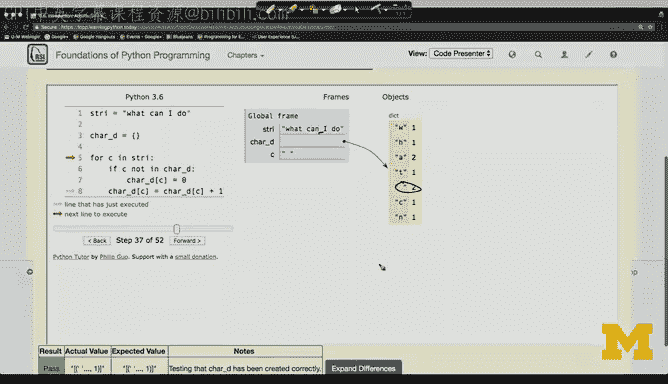 Foundations of Python Programming
Chapters
View: Code Presenter
Python 3.6
1 stri = "what can I do"
2
3 char_d = {}
4
5 for c in stri:
6 if c not in char_d:
7 char_d[c] = 0
8 char_d[c] = char_d[c] + 1
line that has just executed
next line to execute
< Back Step 37 of 52 Forward >
Python Tutor by Philip Guo. Support with a small donation.
Frames
Global frame
stri "what can I do"
char_d
c " "
Objects
dict
"w" 1
"h" 1
"a" 2
"t" 1
" " 2
"c" 1
"n" 1
Result Actual Value Expected Value Notes
Pass "[(' '..., 1)]" "[(' '..., 1)]" Testing that char_d has been created correctly.
Expand Differences
M